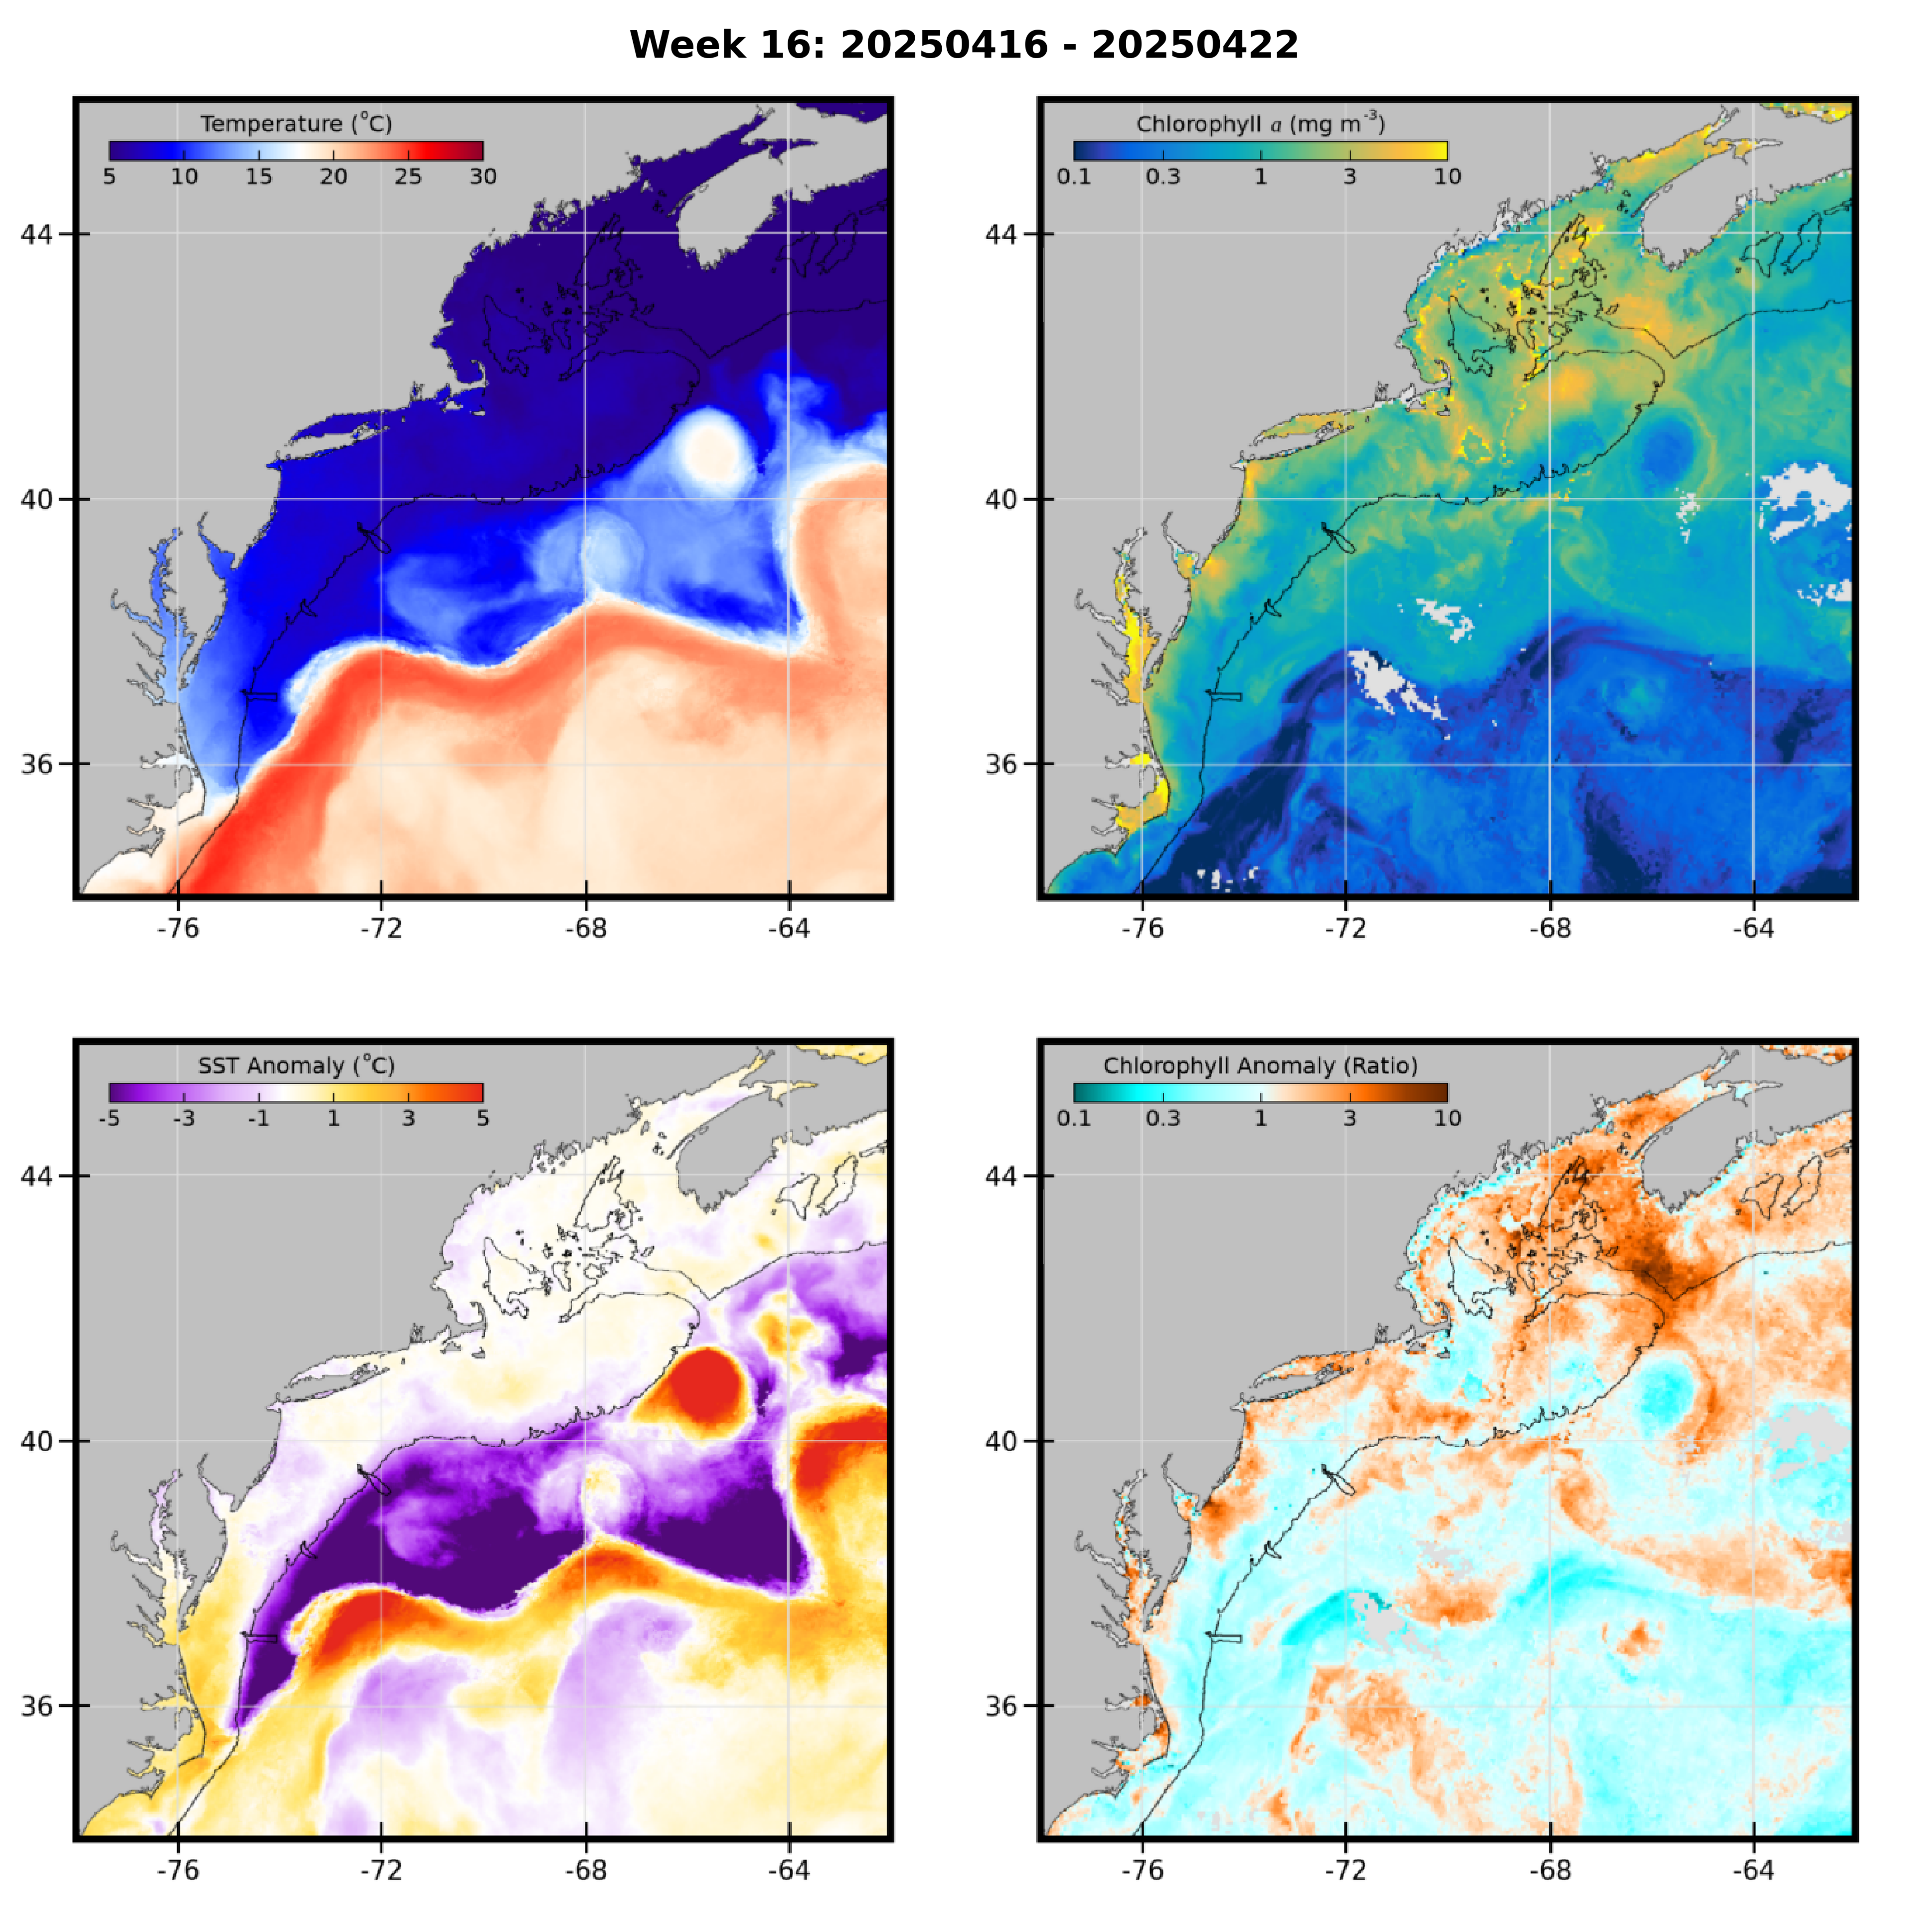 Week 16: 20250416 - 20250422
Temperature (°C)
5 10 15 20 25 30
44
40
36
-76 -72 -68 -64
Chlorophyll a (mg m⁻³)
0.1 0.3 1 3 10
44
40
36
-76 -72 -68 -64
SST Anomaly (°C)
-5 -3 -1 1 3 5
44
40
36
-76 -72 -68 -64
Chlorophyll Anomaly (Ratio)
0.1 0.3 1 3 10
44
40
36
-76 -72 -68 -64